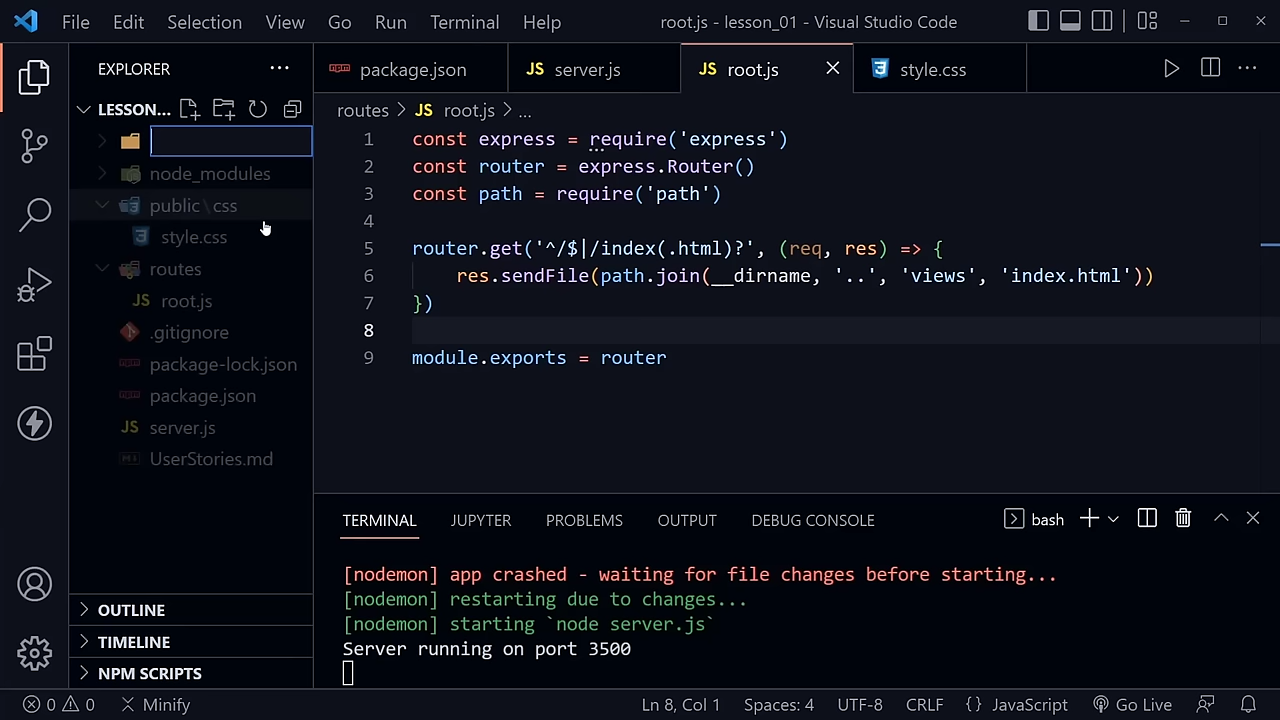 File Edit Selection View Go Run Terminal Help root.js - lesson_01 - Visual Studio Code
EXPLORER ...
LESSON...
node_modules
public\css
style.css
routes
root.js
.gitignore
package-lock.json
package.json
JS server.js
UserStories.md
OUTLINE
TIMELINE
NPM SCRIPTS
package.json JS server.js JS root.js style.css
routes > JS root.js > ...
1 const express = require('express')
2 const router = express.Router()
3 const path = require('path')
4
5 router.get('^/$|/index(.html)?', (req, res) => {
6 res.sendFile(path.join(__dirname, '..', 'views', 'index.html'))
7 })
8
9 module.exports = router
TERMINAL JUPYTER PROBLEMS OUTPUT DEBUG CONSOLE bash
[nodemon] app crashed - waiting for file changes before starting...
[nodemon] restarting due to changes...
[nodemon] starting `node server.js`
Server running on port 3500
0 0 Minify Ln 8, Col 1 Spaces: 4 UTF-8 CRLF {} JavaScript Go Live